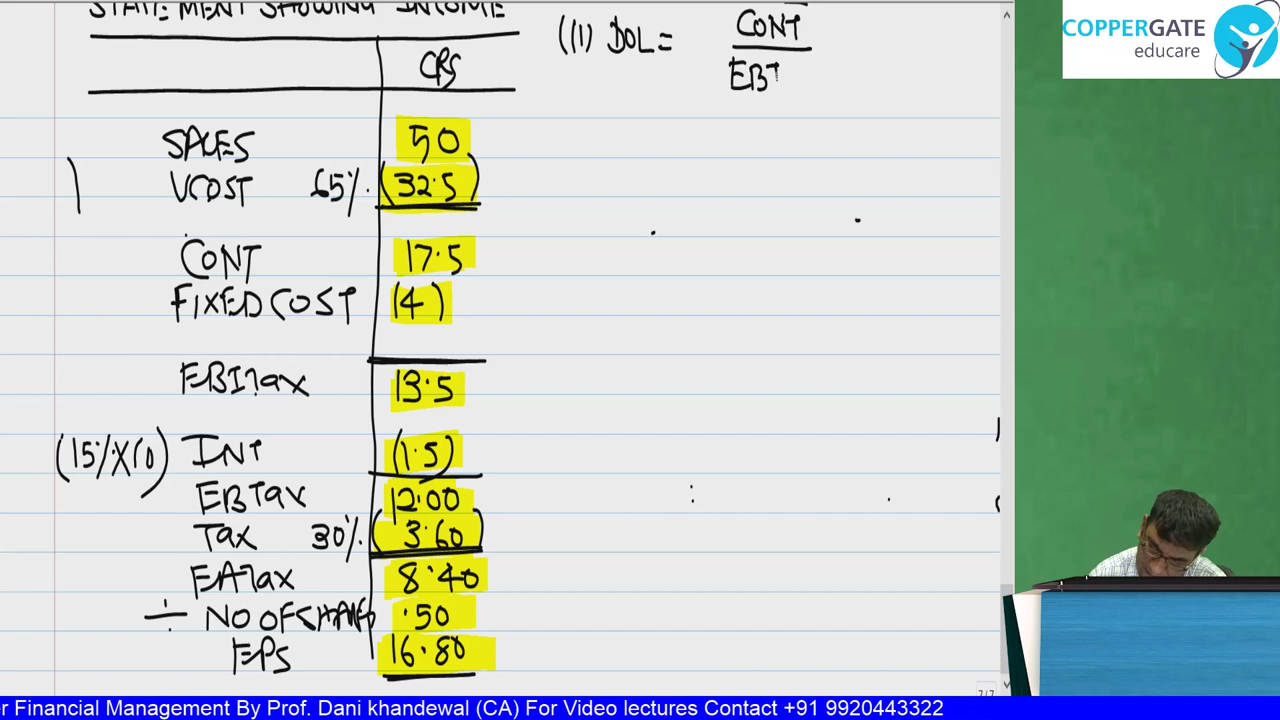 STATEMENT SHOWING INCOME
CRS
SALES 50
VCOST 65% (32.5)
CONT 17.5
FIXED COST (4)
EBITax 13.5
(15% X 10) INT (1.5)
EBTax 12.00
Tax 30% (3.60)
EATax 8.40
÷ NO OF SHARES .50
EPS 16.80
(II) DOL = CONT
EBT
COPPERGATE
educare
7/7
r Financial Management By Prof. Dani khandewal (CA) For Video lectures Contact +91 9920443322